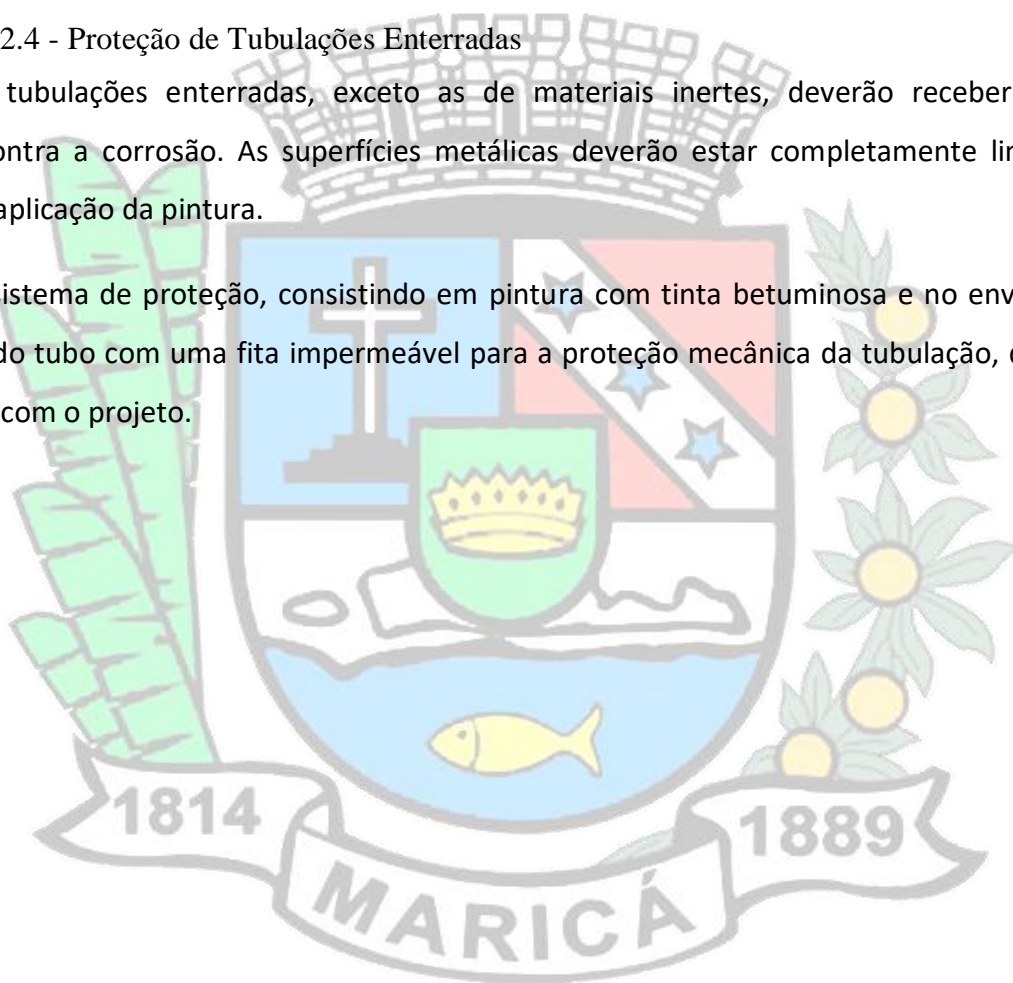 2.4 - Proteção de Tubulações Enterradas
tubulações enterradas, exceto as de materiais inertes, deverão receber
contra a corrosão. As superfícies metálicas deverão estar completamente
aplicação da pintura.
sistema de proteção, consistindo em pintura com tinta betuminosa e no
do tubo com uma fita impermeável para a proteção mecânica da tubulação,
com o projeto.
1814
1889
MARICÁ